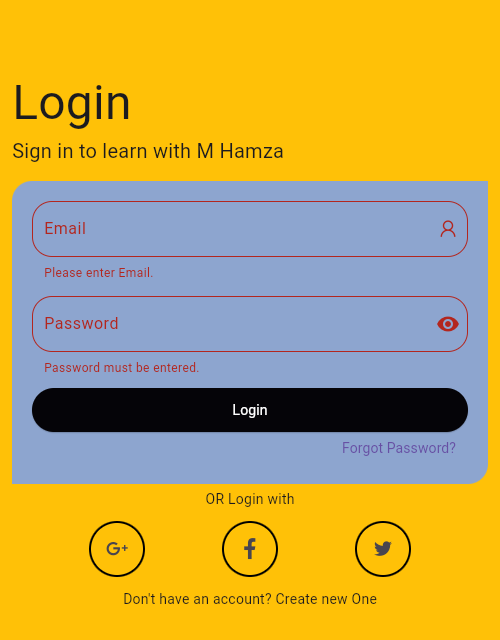 Login
Sign in to learn with M Hamza
Email
Please enter Email.
Password
Password must be entered.
Login
Forgot Password?
OR Login with
G+
Don't have an account? Create new One